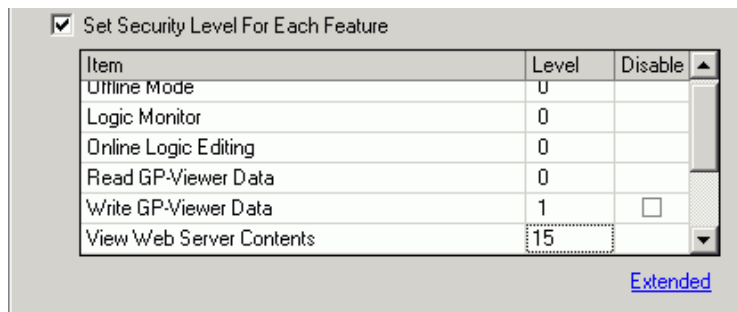 Set Security Level For Each Feature
Item Level Disable
Offline Mode 0
Logic Monitor 0
Online Logic Editing 0
Read GP-Viewer Data 0
Write GP-Viewer Data 1
View Web Server Contents 15
Extended